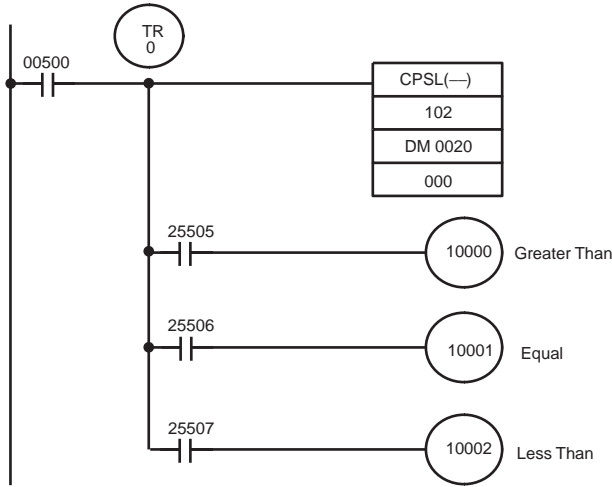 TR
0
00500
CPSL(––)
102
DM 0020
000
25505
10000 Greater Than
25506
10001 Equal
25507
10002 Less Than